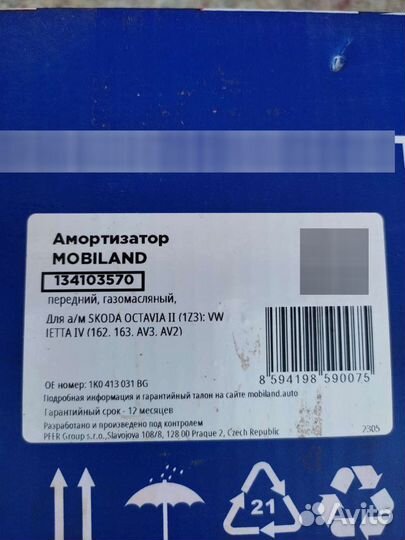 Амортизатор
MOBILAND
134103570
передний, газомасляный,
Для а/м SKODA OCTAVIA II (1Z3): VW
JETTA IV (162, 163, AV3, AV2)
8 594198 590075
OE номер: 1K0 413 031 BG
Подробная информация и гарантийный талон на сайте mobiland.auto
Гарантийный срок - 12 месяцев
Разработано и произведено под контролем
PFER Group s.r.o.,Slavojova 108/8, 128 00 Praque 2, Czech Republic
2305
21
Avito